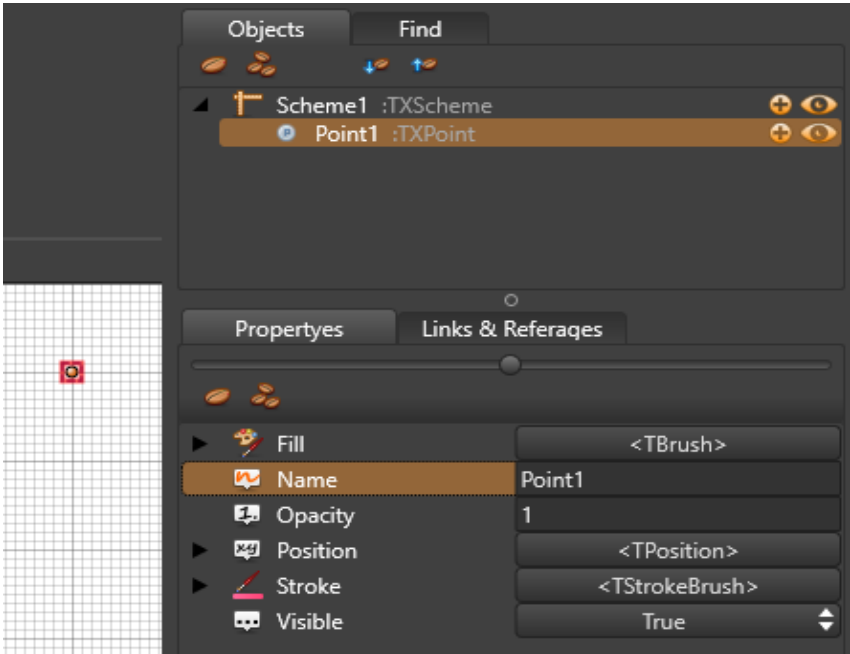 Objects Find
Scheme1 :TXScheme
Point1 :TXPoint
Propertyes Links & Referages
Fill <TBrush>
Name Point1
Opacity 1
Position <TPosition>
Stroke <TStrokeBrush>
Visible True